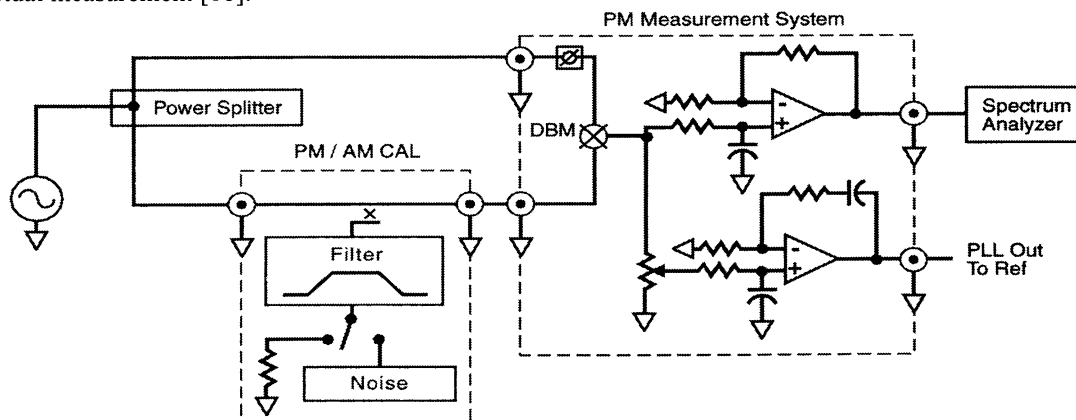 PM Measurement System
Power Splitter
DBM
PM / AM CAL
Filter
Noise
-
+
Spectrum
Analyzer
-
+
PLL Out
To Ref